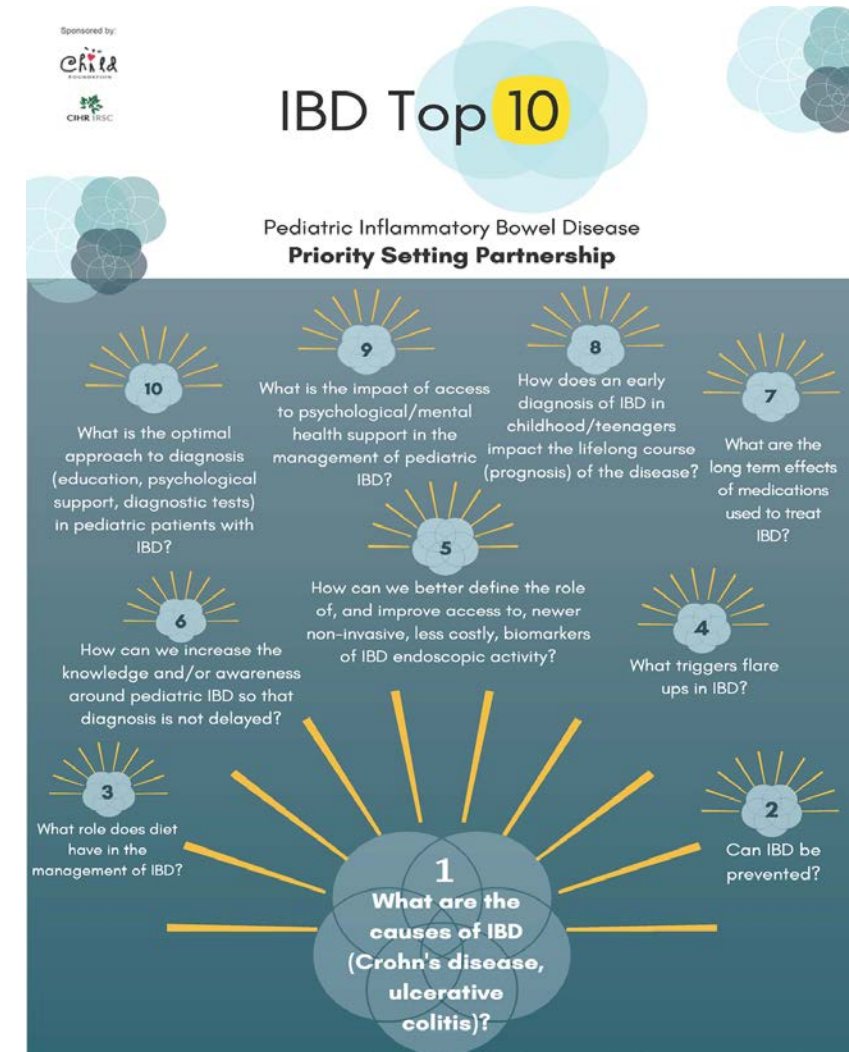 Sponsored by:
Child
FOUNDATION
CIHR IRSC
IBD Top 10
Pediatric Inflammatory Bowel Disease
Priority Setting Partnership
10
What is the optimal
approach to diagnosis
(education, psychological
support, diagnostic tests)
in pediatric patients with
IBD?
9
What is the impact of access
to psychological/mental
health support in the
management of pediatric
IBD?
8
How does an early
diagnosis of IBD in
childhood/teenagers
impact the lifelong course
(prognosis) of the disease?
7
What are the
long term effects
of medications
used to treat
IBD?
6
How can we increase the
knowledge and/or awareness
around pediatric IBD so that
diagnosis is not delayed?
5
How can we better define the role
of, and improve access to, newer
non-invasive, less costly, biomarkers
of IBD endoscopic activity?
4
What triggers flare
ups in IBD?
3
What role does diet
have in the
management of IBD?
2
Can IBD be
prevented?
1
What are the
causes of IBD
(Crohn's disease,
ulcerative
colitis)?